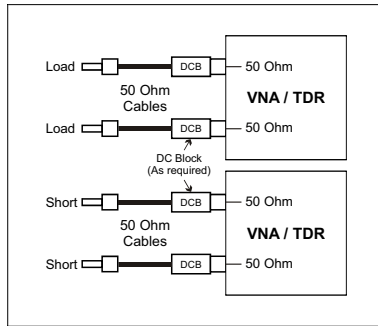 Load DCB 50 Ohm
50 Ohm
Cables
VNA / TDR
Load DCB 50 Ohm
DC Block
(As required)
Short DCB 50 Ohm
50 Ohm
Cables
VNA / TDR
Short DCB 50 Ohm